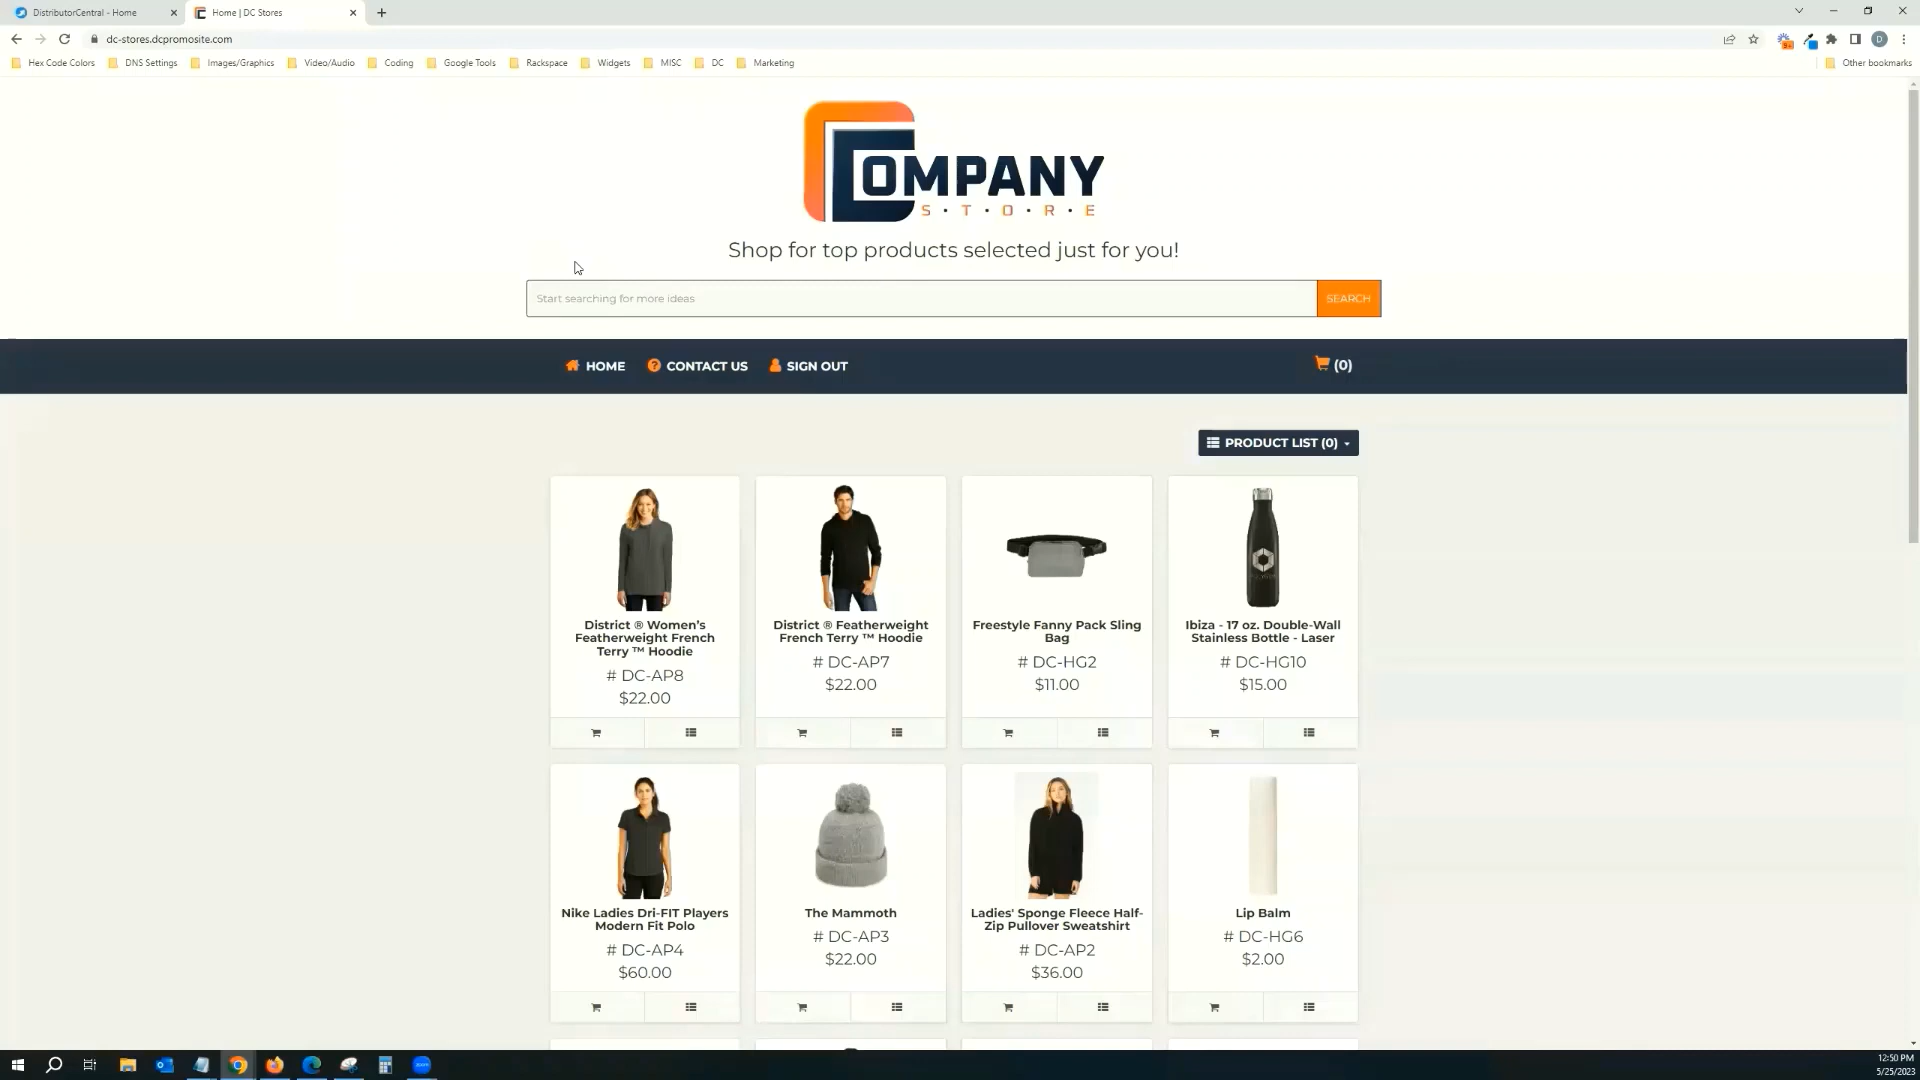 DistributorCentral - Home
Home | DC Stores
dc-stores.dcpromosite.com
Hex Code Colors DNS Settings Images/Graphics Video/Audio Coding Google Tools Rackspace Widgets MISC DC Marketing Other bookmarks
COMPANY
S·T·O·R·E
Shop for top products selected just for you!
Start searching for more ideas
SEARCH
HOME CONTACT US SIGN OUT (0)
PRODUCT LIST (0)
District ® Women's
Featherweight French
Terry ™ Hoodie
# DC-AP8
$22.00
District ® Featherweight
French Terry ™ Hoodie
# DC-AP7
$22.00
Freestyle Fanny Pack Sling
Bag
# DC-HG2
$11.00
Ibiza - 17 oz. Double-Wall
Stainless Bottle - Laser
# DC-HG10
$15.00
Nike Ladies Dri-FIT Players
Modern Fit Polo
# DC-AP4
$60.00
The Mammoth
# DC-AP3
$22.00
Ladies' Sponge Fleece Half-
Zip Pullover Sweatshirt
# DC-AP2
$36.00
Lip Balm
# DC-HG6
$2.00
12:50 PM
5/25/2023